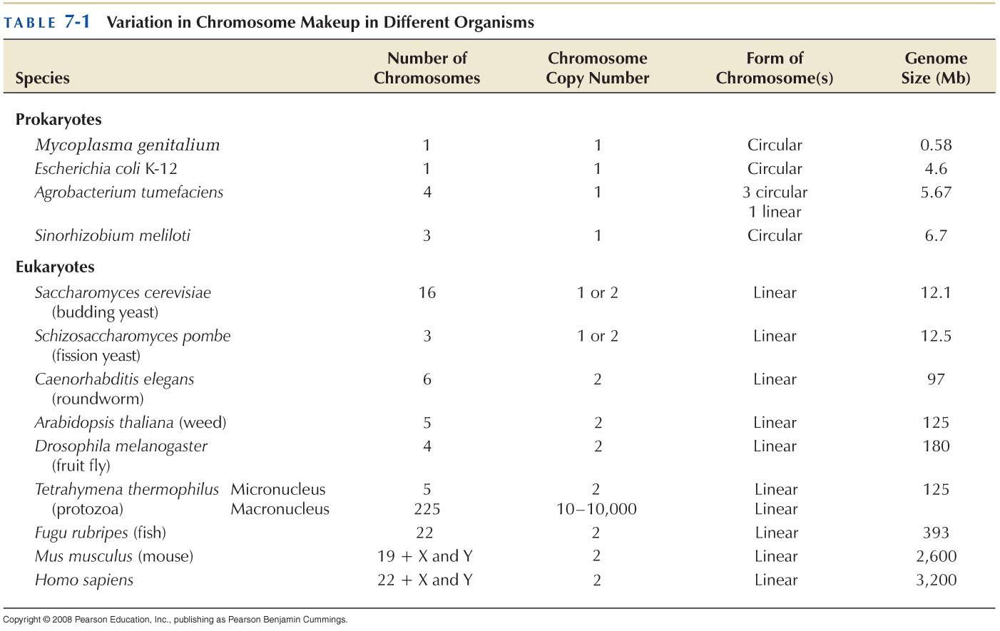 TABLE 7-1 Variation in Chromosome Makeup in Different Organisms
Species Number of Chromosomes Chromosome Copy Number Form of Chromosome(s) Genome Size (Mb)
Prokaryotes
Mycoplasma genitalium 1 1 Circular 0.58
Escherichia coli K-12 1 1 Circular 4.6
Agrobacterium tumefaciens 4 1 3 circular 5.67
1 linear
Sinorhizobium meliloti 3 1 Circular 6.7
Eukaryotes
Saccharomyces cerevisiae 16 1 or 2 Linear 12.1
(budding yeast)
Schizosaccharomyces pombe 3 1 or 2 Linear 12.5
(fission yeast)
Caenorhabditis elegans 6 2 Linear 97
(roundworm)
Arabidopsis thaliana (weed) 5 2 Linear 125
Drosophila melanogaster 4 2 Linear 180
(fruit fly)
Tetrahymena thermophilus Micronucleus 5 2 Linear 125
(protozoa) Macronucleus 225 10–10,000 Linear
Fugu rubripes (fish) 22 2 Linear 393
Mus musculus (mouse) 19 + X and Y 2 Linear 2,600
Homo sapiens 22 + X and Y 2 Linear 3,200
Copyright © 2008 Pearson Education, Inc., publishing as Pearson Benjamin Cummings.